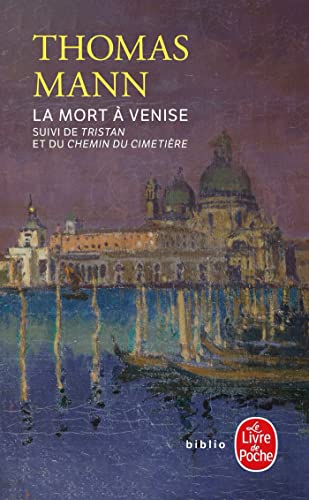 THOMAS
MANN
LA MORT À VENISE
SUIVI DE TRISTAN
ET DU CHEMIN DU CIMETIÈRE
biblio
Le
Livre
de
Poche